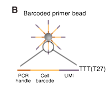 B Barcoded primer bead
TTT(T27)
PCR handle
Cell barcode
UMI